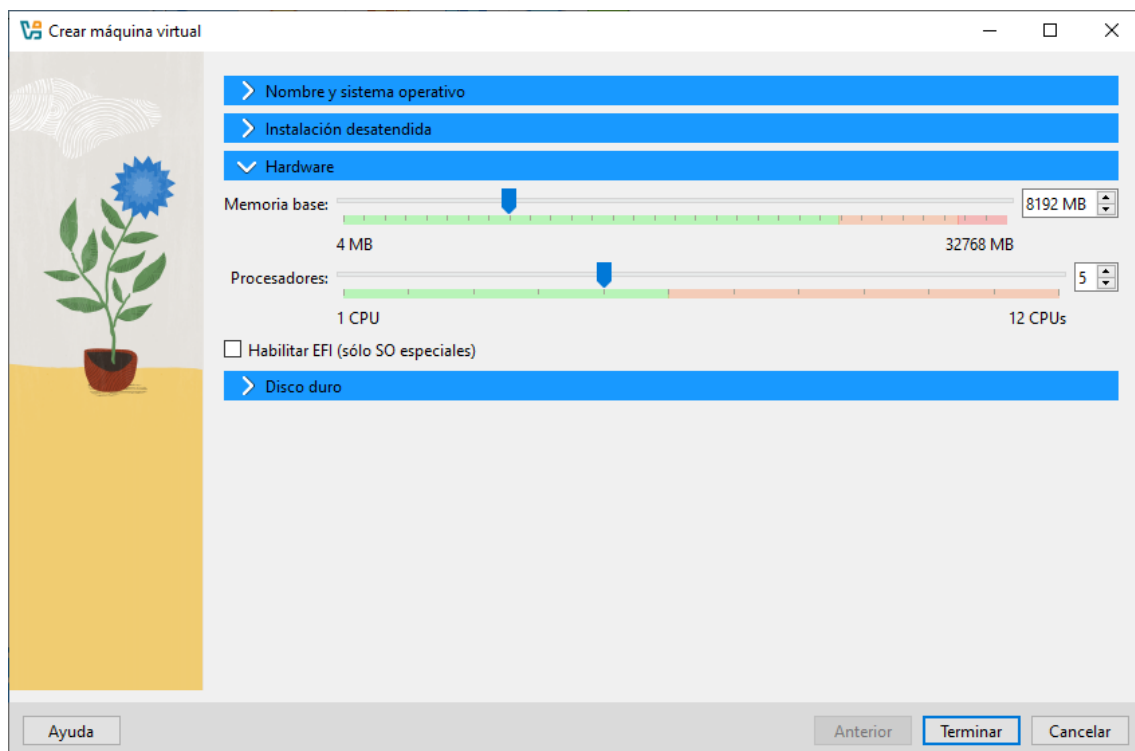 Crear máquina virtual
Nombre y sistema operativo
Instalación desatendida
Hardware
Memoria base: 8192 MB
4 MB 32768 MB
Procesadores: 5
1 CPU 12 CPUs
Habilitar EFI (sólo SO especiales)
Disco duro
Ayuda Anterior Terminar Cancelar